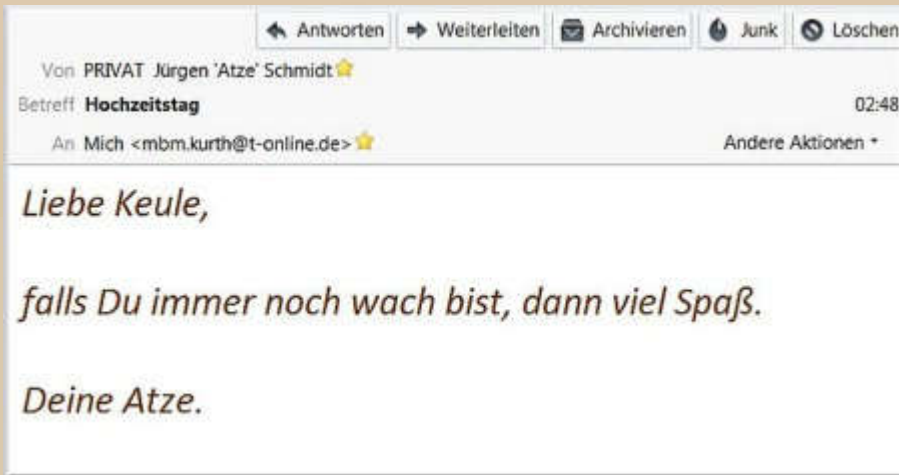 Antworten Weiterleiten Archivieren Junk Löschen
Von PRIVAT Jürgen 'Atze' Schmidt
Betreff Hochzeitstag 02:48
An Mich <mbm.kurth@t-online.de> Andere Aktionen
Liebe Keule,
falls Du immer noch wach bist, dann viel Spaß.
Deine Atze.